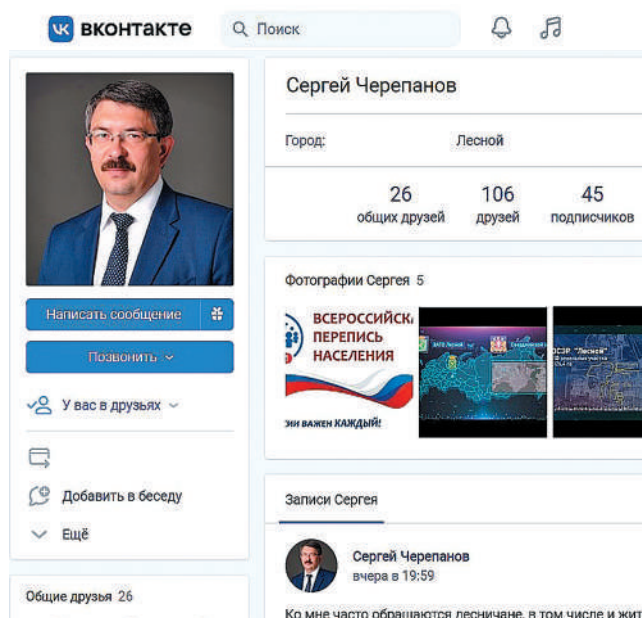 ВКОНТАКТЕ
Поиск
Сергей Черепанов
Город: Лесной
26 106 45
общих друзей друзей подписчиков
Написать сообщение
Позвонить
У вас в друзьях
Добавить в беседу
Ещё
Общие друзья 26
Фотографии Сергея 5
ВСЕРОССИЙСК
ПЕРЕПИСЬ
НАСЕЛЕНИЯ
ВАЖЕН КАЖДЫЙ!
ЗАТО Лесной
"Лесной"
Записи Сергея
Сергей Черепанов
вчера в 19:59
Ко мне часто обращаются лесничане, в том числе и жит